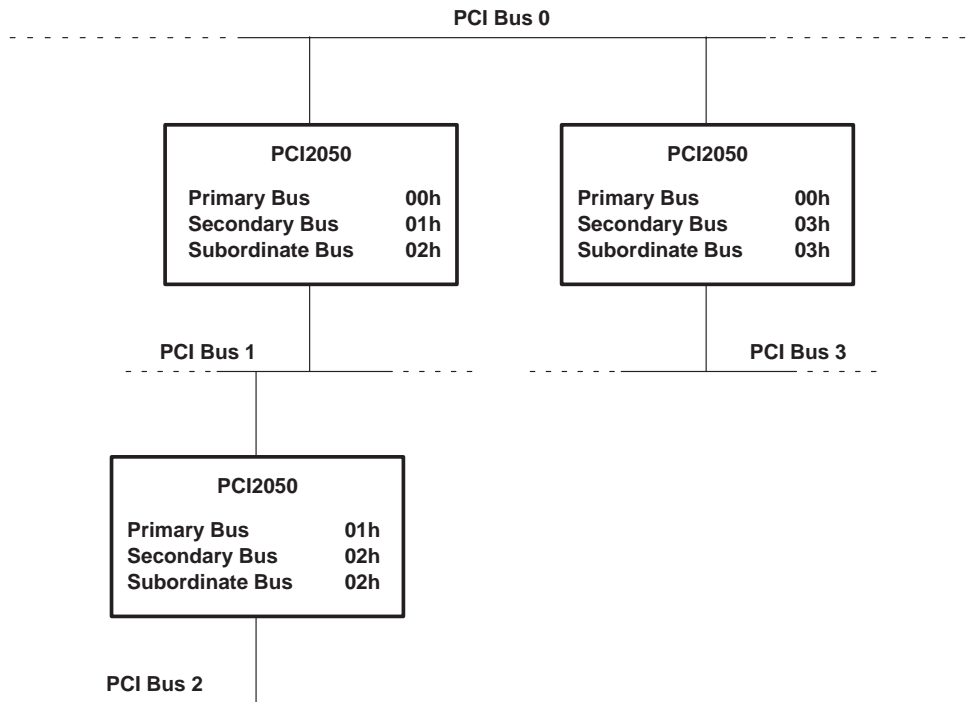 PCI Bus 0
PCI2050
Primary Bus 00h
Secondary Bus 01h
Subordinate Bus 02h
PCI2050
Primary Bus 00h
Secondary Bus 03h
Subordinate Bus 03h
PCI Bus 1
PCI Bus 3
PCI2050
Primary Bus 01h
Secondary Bus 02h
Subordinate Bus 02h
PCI Bus 2